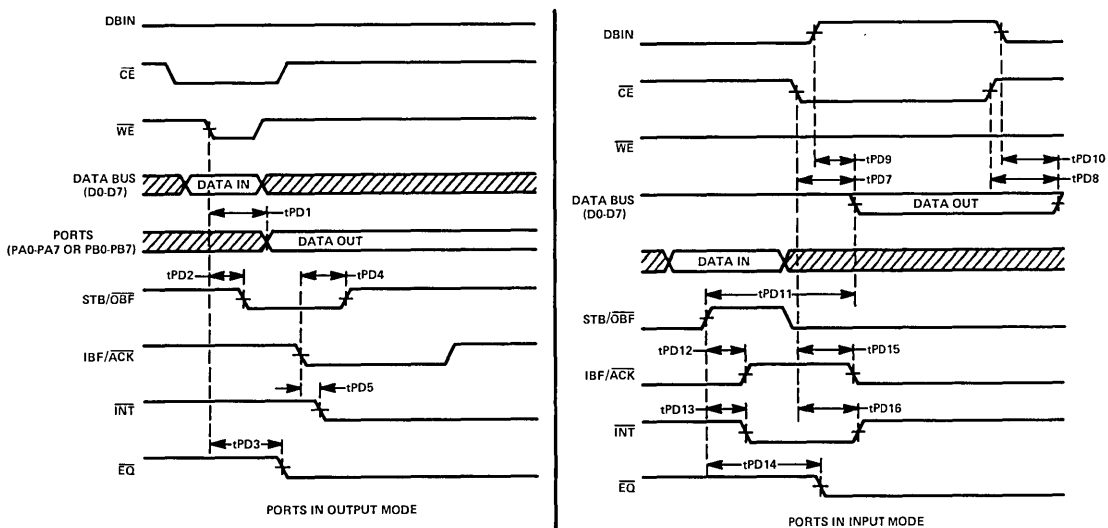 DBIN
CE
WE
DATA BUS
(D0-D7)
DATA IN
tPD1
PORTS
(PA0-PA7 OR PB0-PB7)
DATA OUT
tPD2
tPD4
STB/OBF
IBF/ACK
tPD5
INT
tPD3
EQ
PORTS IN OUTPUT MODE
DBIN
CE
WE
tPD9
tPD10
tPD7
tPD8
DATA BUS
(D0-D7)
DATA OUT
DATA IN
tPD11
STB/OBF
tPD12
tPD15
IBF/ACK
tPD13
tPD16
INT
tPD14
EQ
PORTS IN INPUT MODE